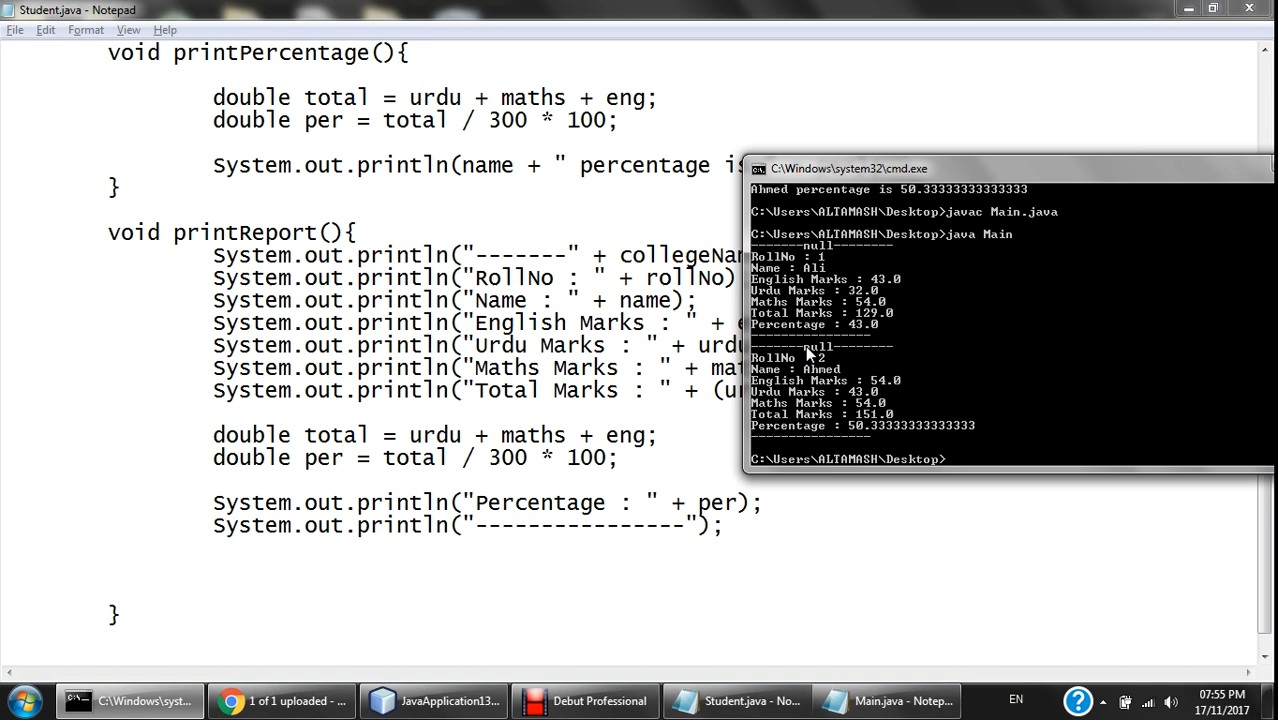 Student.java - Notepad
File Edit Format View Help
void printPercentage(){
double total = urdu + maths + eng;
double per = total / 300 * 100;
System.out.println(name + " percentage is
}
void printReport(){
System.out.println("-------" + collegeNam
System.out.println("RollNo : " + rollNo)
System.out.println("Name : " + name);
System.out.println("English Marks : " + e
System.out.println("Urdu Marks : " + urdu
System.out.println("Maths Marks : " + mat
System.out.println("Total Marks : " + (ur
double total = urdu + maths + eng;
double per = total / 300 * 100;
System.out.println("Percentage : " + per);
System.out.println("----------------");
}
C:\Windows\system32\cmd.exe
Ahmed percentage is 50.33333333333333
C:\Users\ALTAMASH\Desktop>javac Main.java
C:\Users\ALTAMASH\Desktop>java Main
-------null--------
RollNo : 1
Name : Ali
English Marks : 43.0
Urdu Marks : 32.0
Maths Marks : 54.0
Total Marks : 129.0
Percentage : 43.0
----------------
-------null--------
RollNo : 2
Name : Ahmed
English Marks : 54.0
Urdu Marks : 43.0
Maths Marks : 54.0
Total Marks : 151.0
Percentage : 50.33333333333333
----------------
C:\Users\ALTAMASH\Desktop>
C:\Windows\syst... 1 of 1 uploaded - ... JavaApplication13... Debut Professional Student.java - No... Main.java - Notep... EN 07:55 PM
17/11/2017